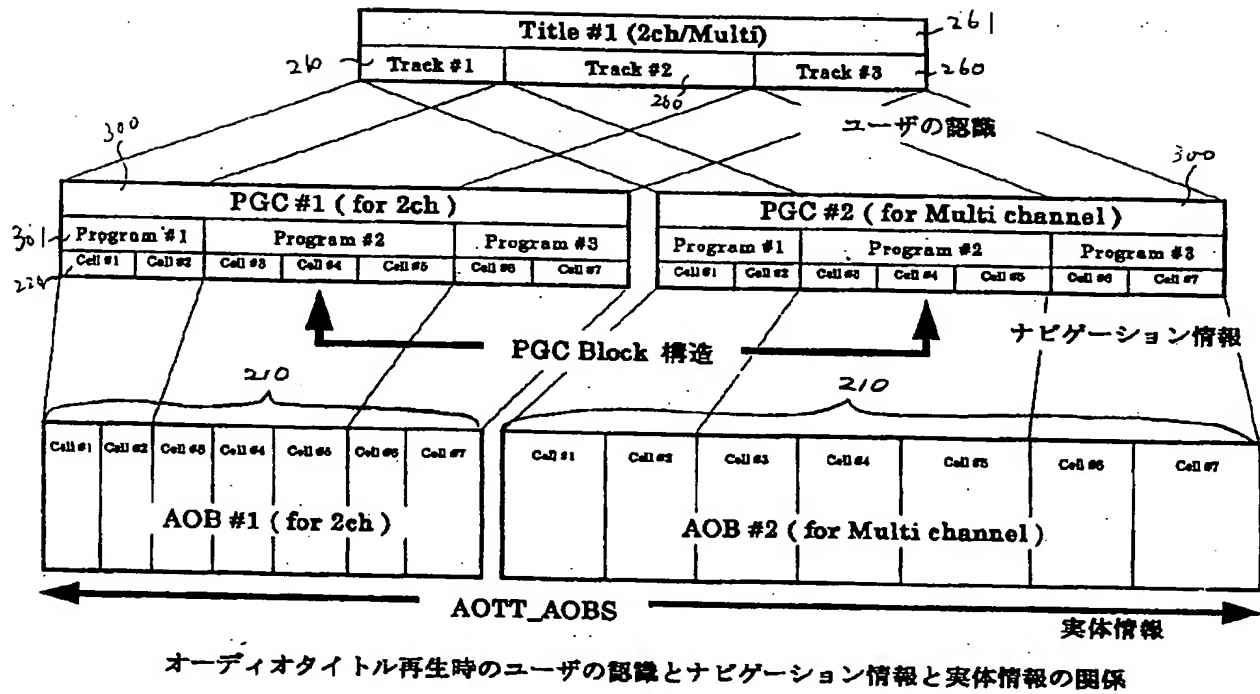 Title #1 (2ch/Multi) 261
260 Track #1 Track #2 Track #3 260
260
ユーザの認識
300 300
PGC #1 ( for 2ch ) PGC #2 ( for Multi channel )
301 Program #1 Program #2 Program #3 Program #1 Program #2 Program #3
Cell #1 Cell #2 Cell #3 Cell #4 Cell #5 Cell #6 Cell #7 Cell #1 Cell #2 Cell #3 Cell #4 Cell #5 Cell #6 Cell #7
ナビゲーション情報
PGC Block 構造
210 210
Cell #1 Cell #2 Cell #3 Cell #4 Cell #5 Cell #6 Cell #7 Cell #1 Cell #2 Cell #3 Cell #4 Cell #5 Cell #6 Cell #7
AOB #1 ( for 2ch ) AOB #2 ( for Multi channel )
AOTT_AOBS
実体情報
オーディオタイトル再生時のユーザの認識とナビゲーション情報と実体情報の関係